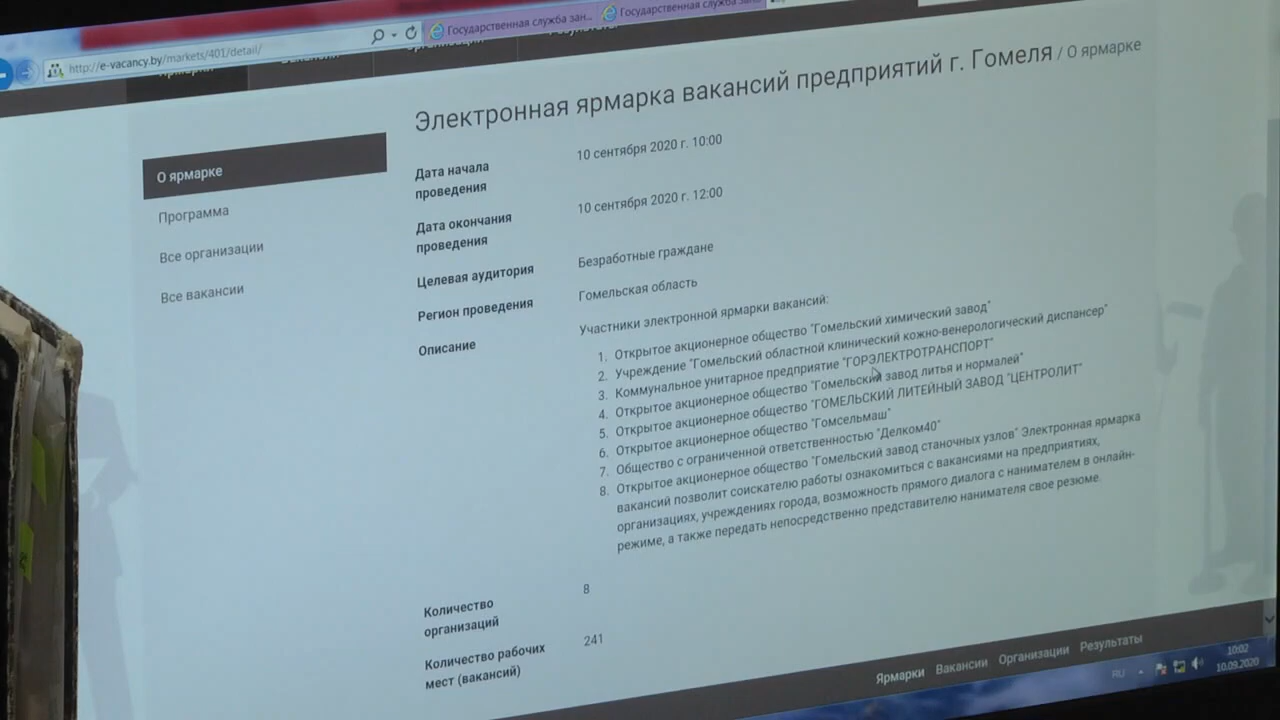 Государственная служба зан...
Государственная служба зан...
http://e-vacancy.by/markets/401/detail/
Электронная ярмарка вакансий предприятий г. Гомеля / О ярмарке
О ярмарке
Программа
Все организации
Все вакансии
Дата начала
проведения
10 сентября 2020 г. 10:00
Дата окончания
проведения
10 сентября 2020 г. 12:00
Целевая аудитория
Безработные граждане
Регион проведения
Гомельская область
Описание
Участники электронной ярмарки вакансий:
1. Открытое акционерное общество "Гомельский химический завод"
2. Учреждение "Гомельский областной клинический кожно-венерологический диспансер"
3. Коммунальное унитарное предприятие "ГОРЭЛЕКТРОТРАНСПОРТ"
4. Открытое акционерное общество "Гомельский завод литья и нормалей"
5. Открытое акционерное общество "ГОМЕЛЬСКИЙ ЛИТЕЙНЫЙ ЗАВОД "ЦЕНТРОЛИТ"
6. Открытое акционерное общество "Гомсельмаш"
7. Общество с ограниченной ответственностью "Делком40"
8. Открытое акционерное общество "Гомельский завод станочных узлов" Электронная ярмарка
вакансий позволит соискателю работы ознакомиться с вакансиями на предприятиях,
организациях, учреждениях города, возможность прямого диалога с нанимателем в онлайн-
режиме, а также передать непосредственно представителю нанимателя свое резюме.
Количество
организаций
8
Количество рабочих
мест (вакансий)
241
Ярмарки Вакансии Организации Результаты
RU
10:02
10.09.2020